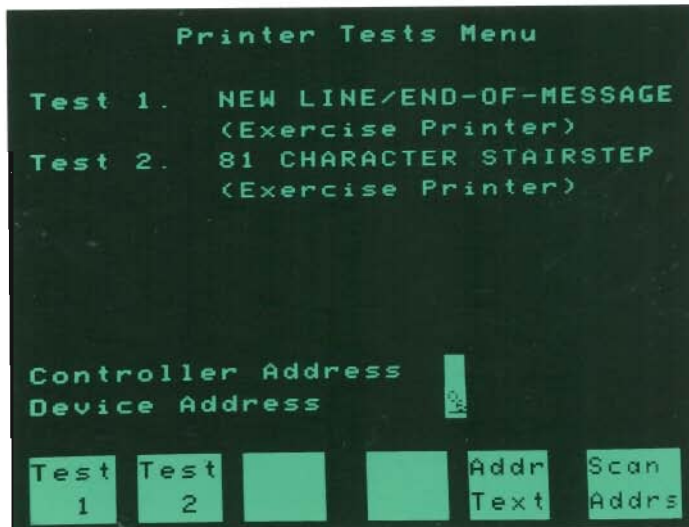 Printer Tests Menu
Test 1. NEW LINE/END-OF-MESSAGE
(Exercise Printer)
Test 2. 81 CHARACTER STAIRSTEP
(Exercise Printer)
Controller Address
Device Address
Test 1
Test 2
Addr Text
Scan Addrs